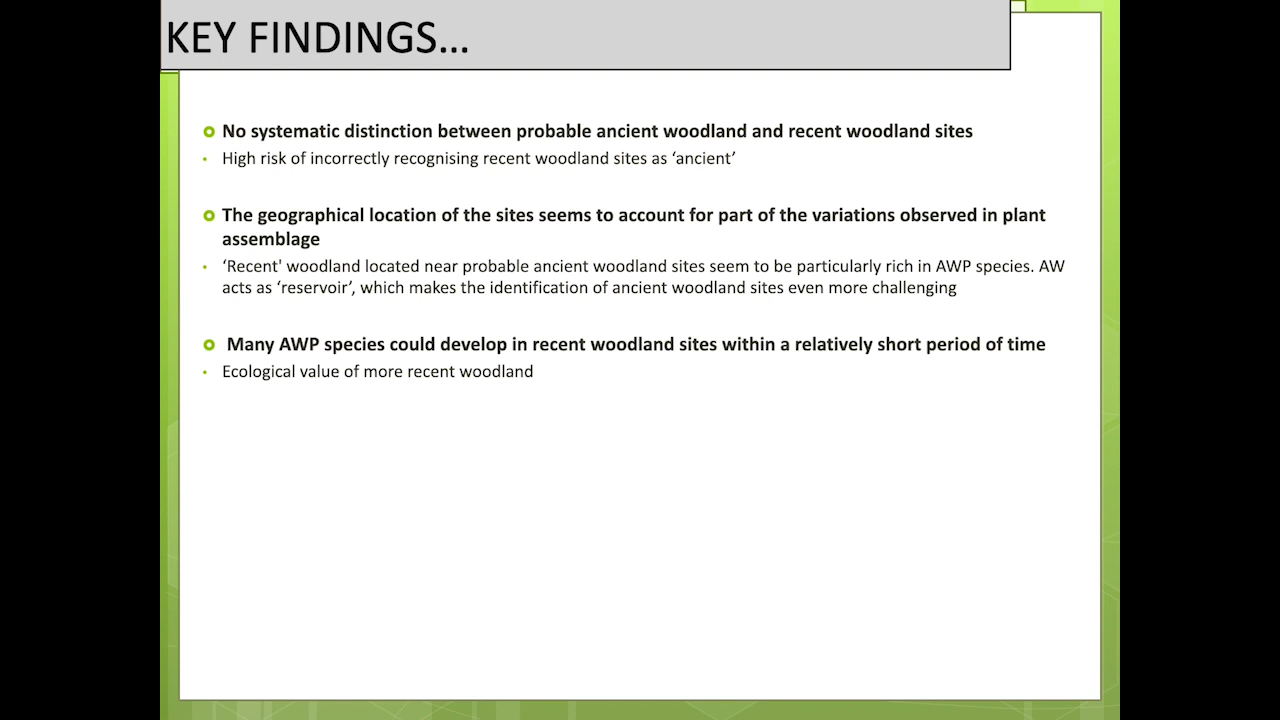 KEY FINDINGS…
No systematic distinction between probable ancient woodland and recent woodland sites
High risk of incorrectly recognising recent woodland sites as ‘ancient’
The geographical location of the sites seems to account for part of the variations observed in plant
assemblage
‘Recent' woodland located near probable ancient woodland sites seem to be particularly rich in AWP species. AW
acts as ‘reservoir’, which makes the identification of ancient woodland sites even more challenging
Many AWP species could develop in recent woodland sites within a relatively short period of time
Ecological value of more recent woodland